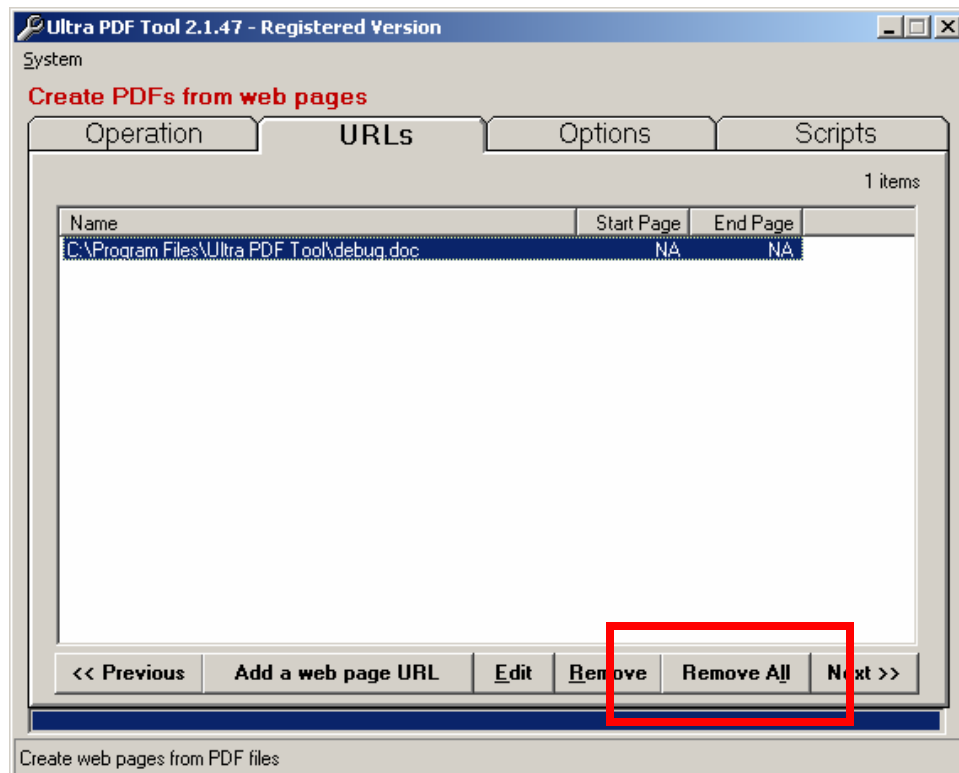 Ultra PDF Tool 2.1.47 - Registered Version
System
Create PDFs from web pages
Operation URLs Options Scripts
1 items
Name Start Page End Page
C:\Program Files\Ultra PDF Tool\debug.doc NA NA
<< Previous Add a web page URL Edit Remove Remove All Next >>
Create web pages from PDF files